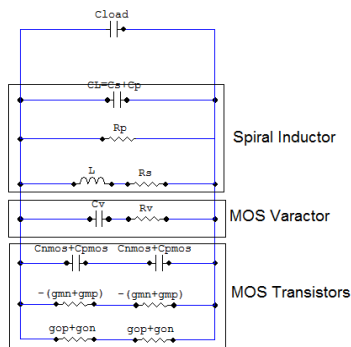 Cload
CL=Cs+Cp
Rp
Spiral Inductor
L Rs
Cv Rv
MOS Varactor
Cnmos+Cpmos Cnmos+Cpmos
-(gmn+gmp) -(gmn+gmp)
MOS Transistors
gop+gon gop+gon